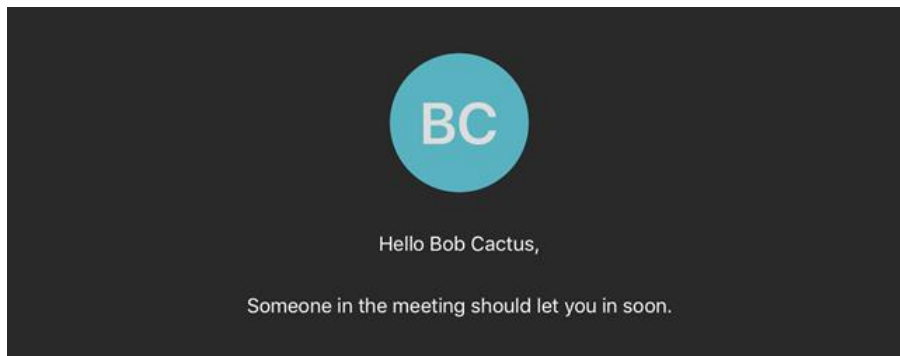 BC
Hello Bob Cactus,
Someone in the meeting should let you in soon.